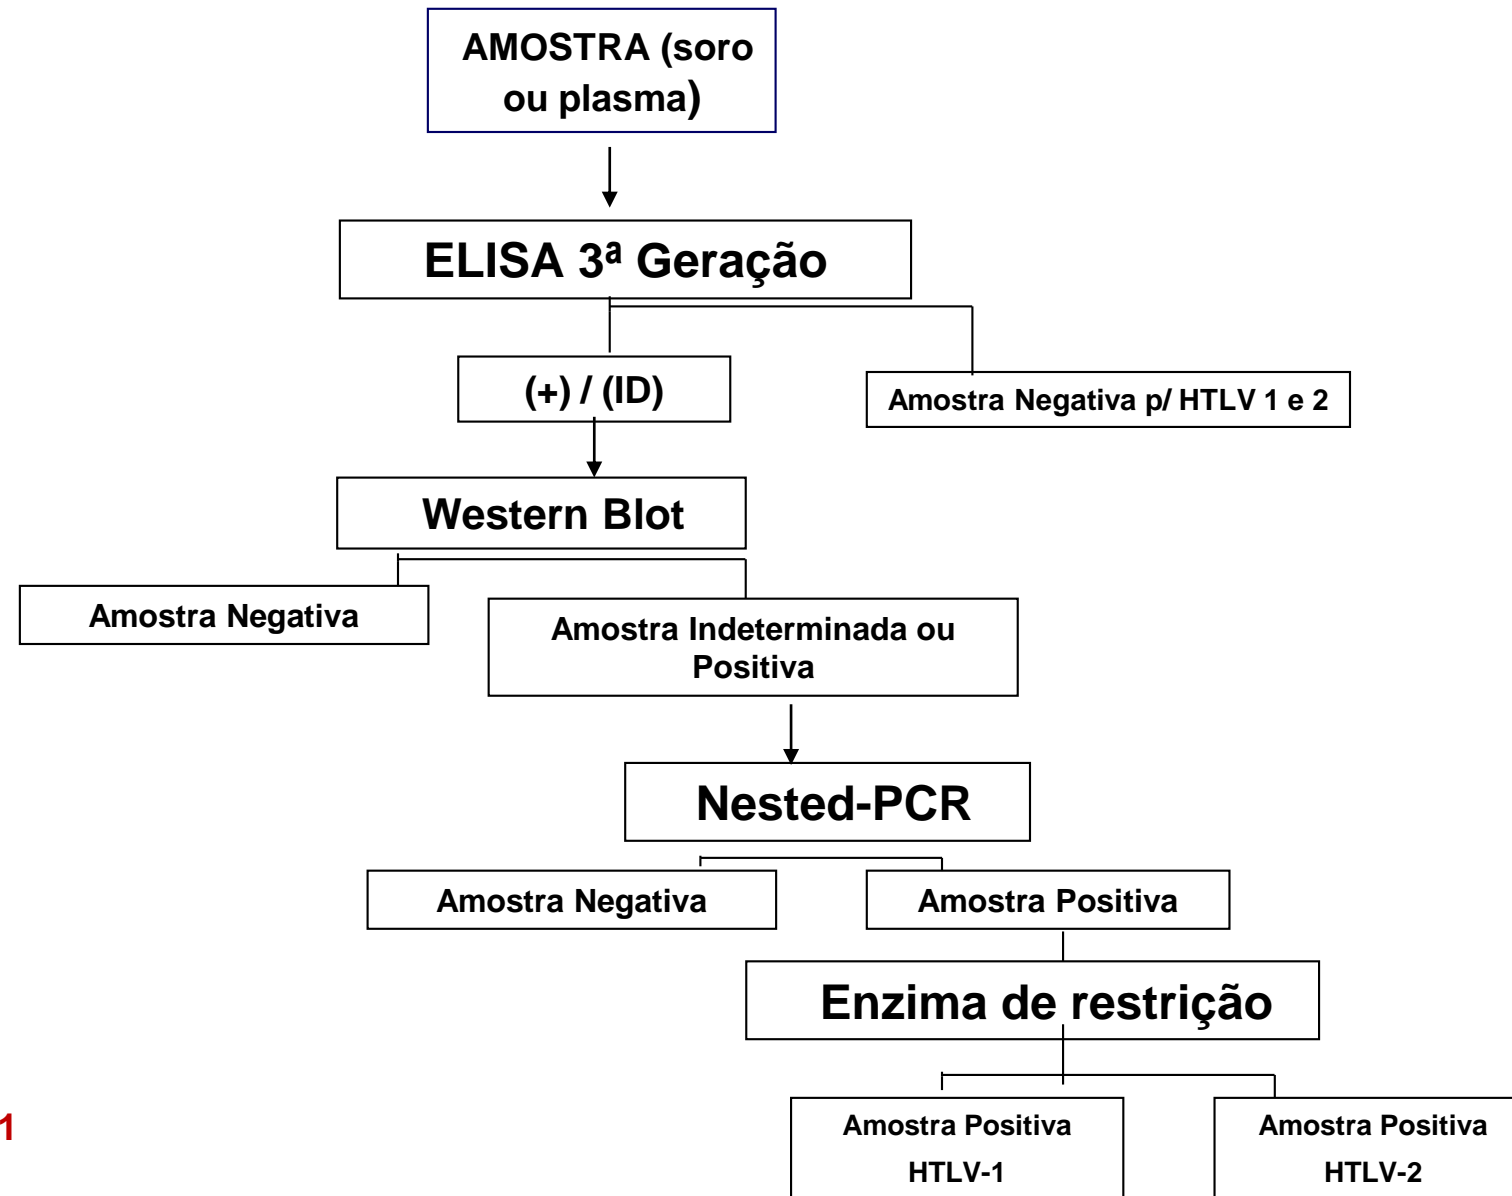 AMOSTRA (soro
ou plasma)
ELISA 3ª Geração
(+) / (ID)
Amostra Negativa p/ HTLV 1 e 2
Western Blot
Amostra Negativa
Amostra Indeterminada ou
Positiva
Nested-PCR
Amostra Negativa
Amostra Positiva
Enzima de restrição
1
Amostra Positiva
HTLV-1
Amostra Positiva
HTLV-2